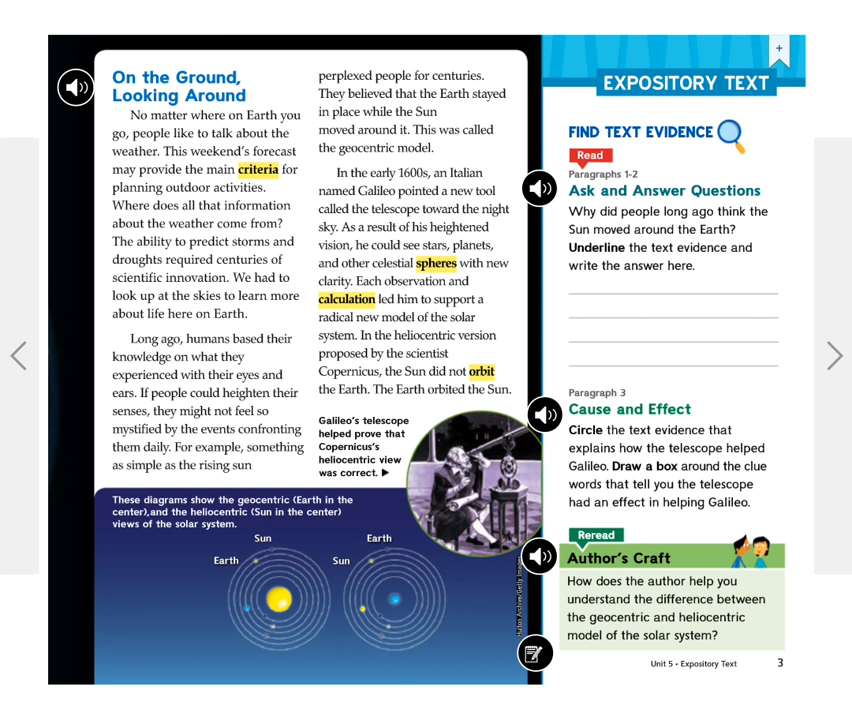 On the Ground,
Looking Around
No matter where on Earth you
go, people like to talk about the
weather. This weekend's forecast
may provide the main criteria for
planning outdoor activities.
Where does all that information
about the weather come from?
The ability to predict storms and
droughts required centuries of
scientific innovation. We had to
look up at the skies to learn more
about life here on Earth.
Long ago, humans based their
knowledge on what they
experienced with their eyes and
ears. If people could heighten their
senses, they might not feel so
mystified by the events confronting
them daily. For example, something
as simple as the rising sun
perplexed people for centuries.
They believed that the Earth stayed
in place while the Sun
moved around it. This was called
the geocentric model.
In the early 1600s, an Italian
named Galileo pointed a new tool
called the telescope toward the night
sky. As a result of his heightened
vision, he could see stars, planets,
and other celestial spheres with new
clarity. Each observation and
calculation led him to support a
radical new model of the solar
system. In the heliocentric version
proposed by the scientist
Copernicus, the Sun did not orbit
the Earth. The Earth orbited the Sun.
Galileo's telescope
helped prove that
Copernicus's
heliocentric view
was correct. ▶
These diagrams show the geocentric (Earth in the
center),and the heliocentric (Sun in the center)
views of the solar system.
Sun
Earth
Earth
Sun
Hulton Archive/Getty Images
+
EXPOSITORY TEXT
FIND TEXT EVIDENCE
Read
Paragraphs 1-2
Ask and Answer Questions
Why did people long ago think the
Sun moved around the Earth?
Underline the text evidence and
write the answer here.
Paragraph 3
Cause and Effect
Circle the text evidence that
explains how the telescope helped
Galileo. Draw a box around the clue
words that tell you the telescope
had an effect in helping Galileo.
Reread
Author's Craft
How does the author help you
understand the difference between
the geocentric and heliocentric
model of the solar system?
Unit 5 • Expository Text 3